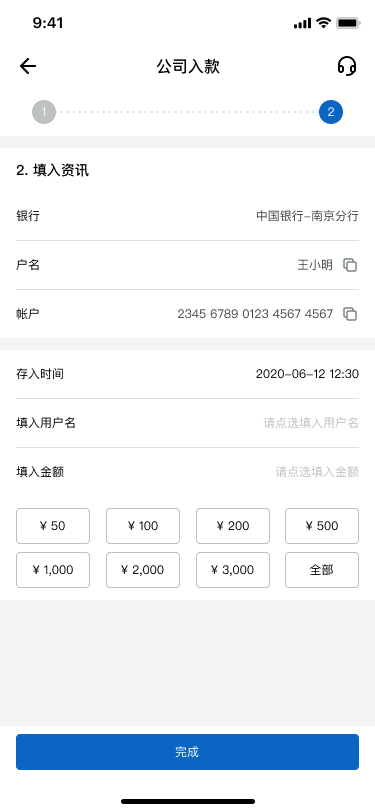 9:41
公司入款
1
2
2. 填入资讯
银行 中国银行-南京分行
户名 王小明
帐户 2345 6789 0123 4567 4567
存入时间 2020-06-12 12:30
填入用户名 请点选填入用户名
填入金额 请点选填入金额
¥ 50 ¥ 100 ¥ 200 ¥ 500
¥ 1,000 ¥ 2,000 ¥ 3,000 全部
完成